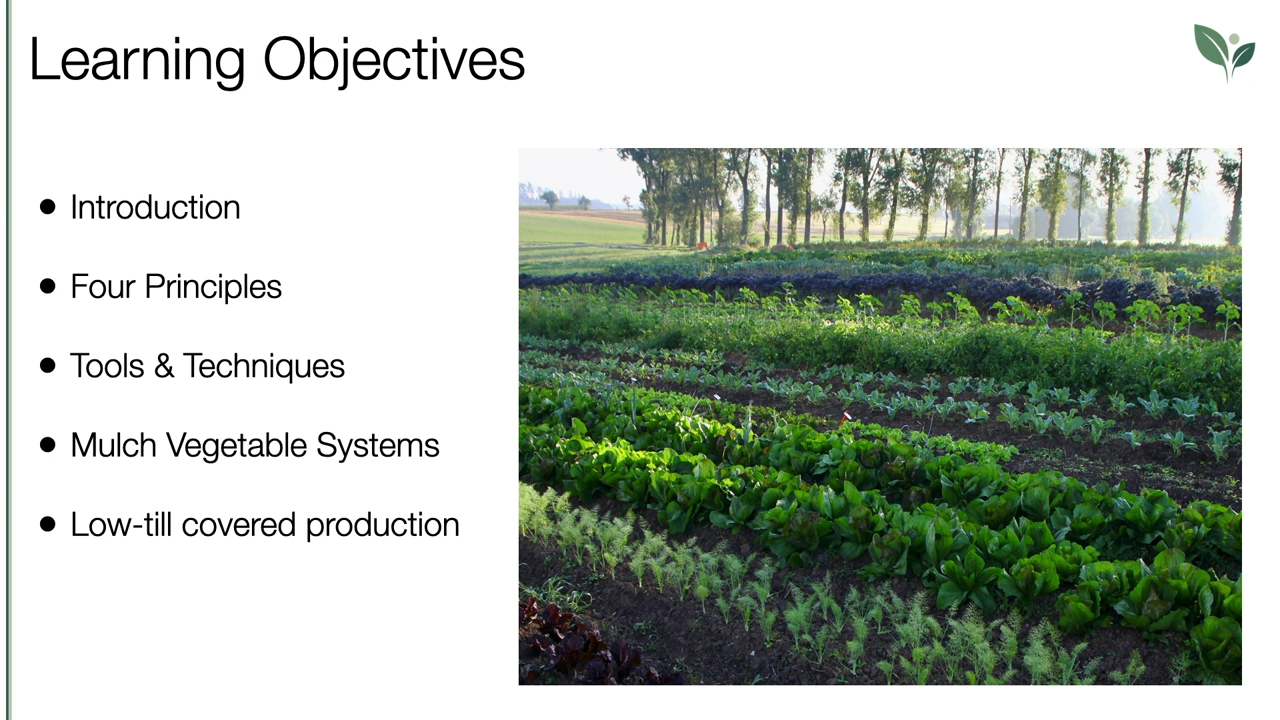 Learning Objectives
• Introduction
• Four Principles
• Tools & Techniques
• Mulch Vegetable Systems
• Low-till covered production